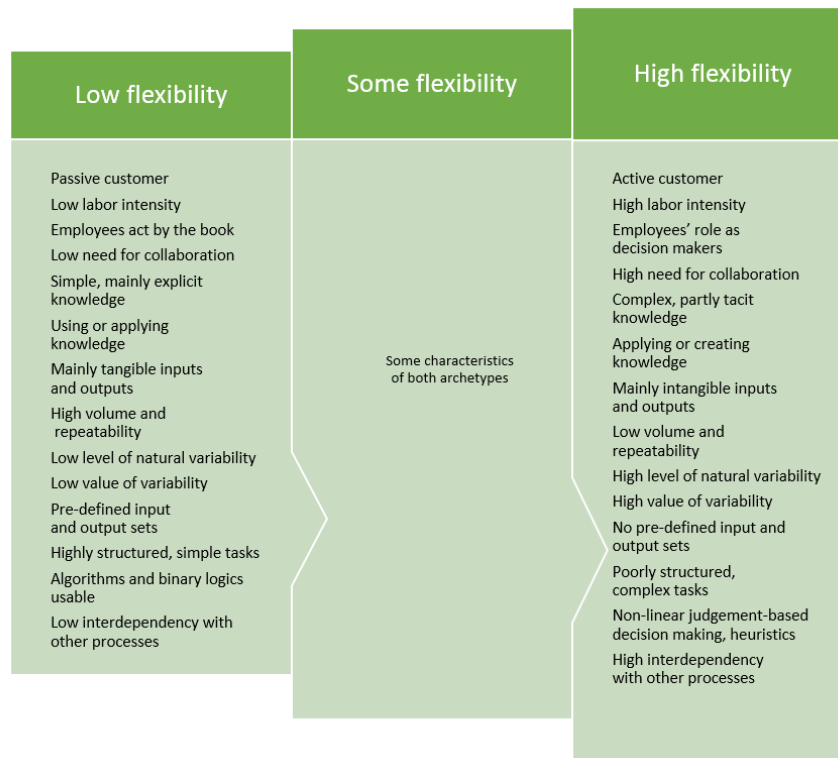 Low flexibility
Passive customer
Low labor intensity
Employees act by the book
Low need for collaboration
Simple, mainly explicit
knowledge
Using or applying
knowledge
Mainly tangible inputs
and outputs
High volume and
repeatability
Low level of natural variability
Low value of variability
Pre-defined input
and output sets
Highly structured, simple tasks
Algorithms and binary logics
usable
Low interdependency with
other processes
Some flexibility
Some characteristics
of both archetypes
High flexibility
Active customer
High labor intensity
Employees’ role as
decision makers
High need for collaboration
Complex, partly tacit
knowledge
Applying or creating
knowledge
Mainly intangible inputs
and outputs
Low volume and
repeatability
High level of natural variability
High value of variability
No pre-defined input and
output sets
Poorly structured,
complex tasks
Non-linear judgement-based
decision making, heuristics
High interdependency
with other processes